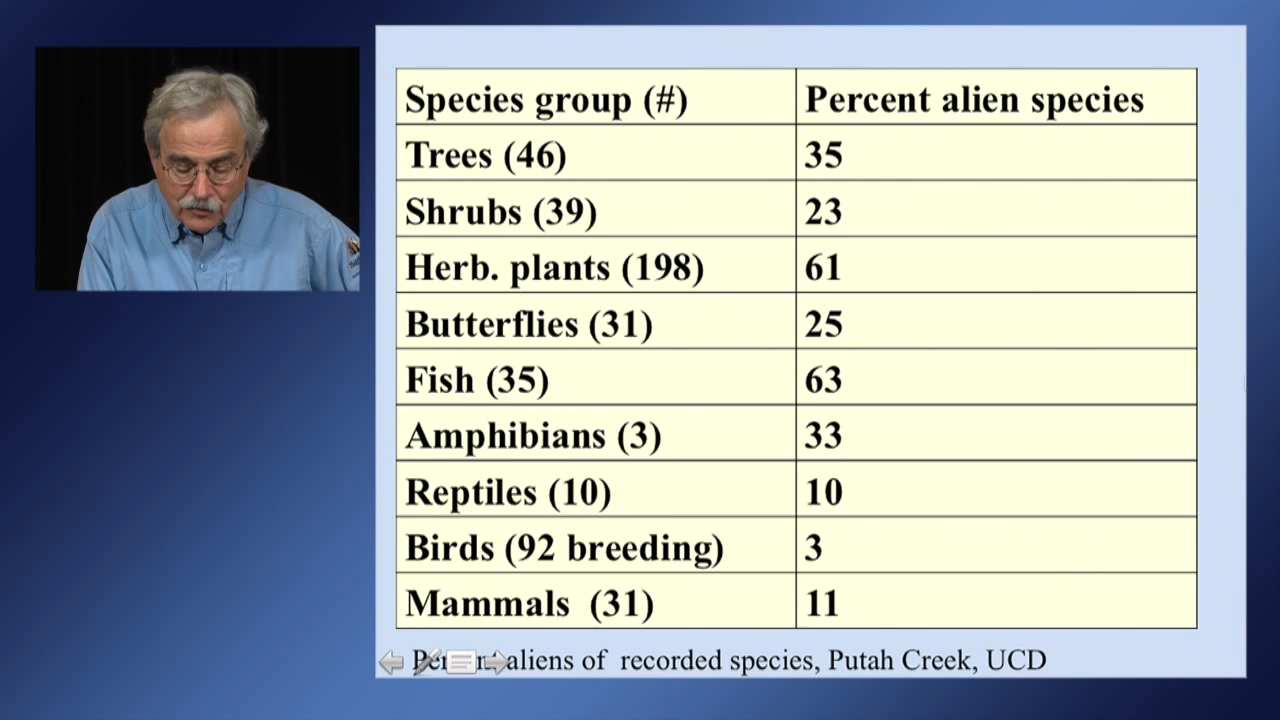 Species group (#) Percent alien species
Trees (46) 35
Shrubs (39) 23
Herb. plants (198) 61
Butterflies (31) 25
Fish (35) 63
Amphibians (3) 33
Reptiles (10) 10
Birds (92 breeding) 3
Mammals (31) 11
aliens of recorded species, Putah Creek, UCD